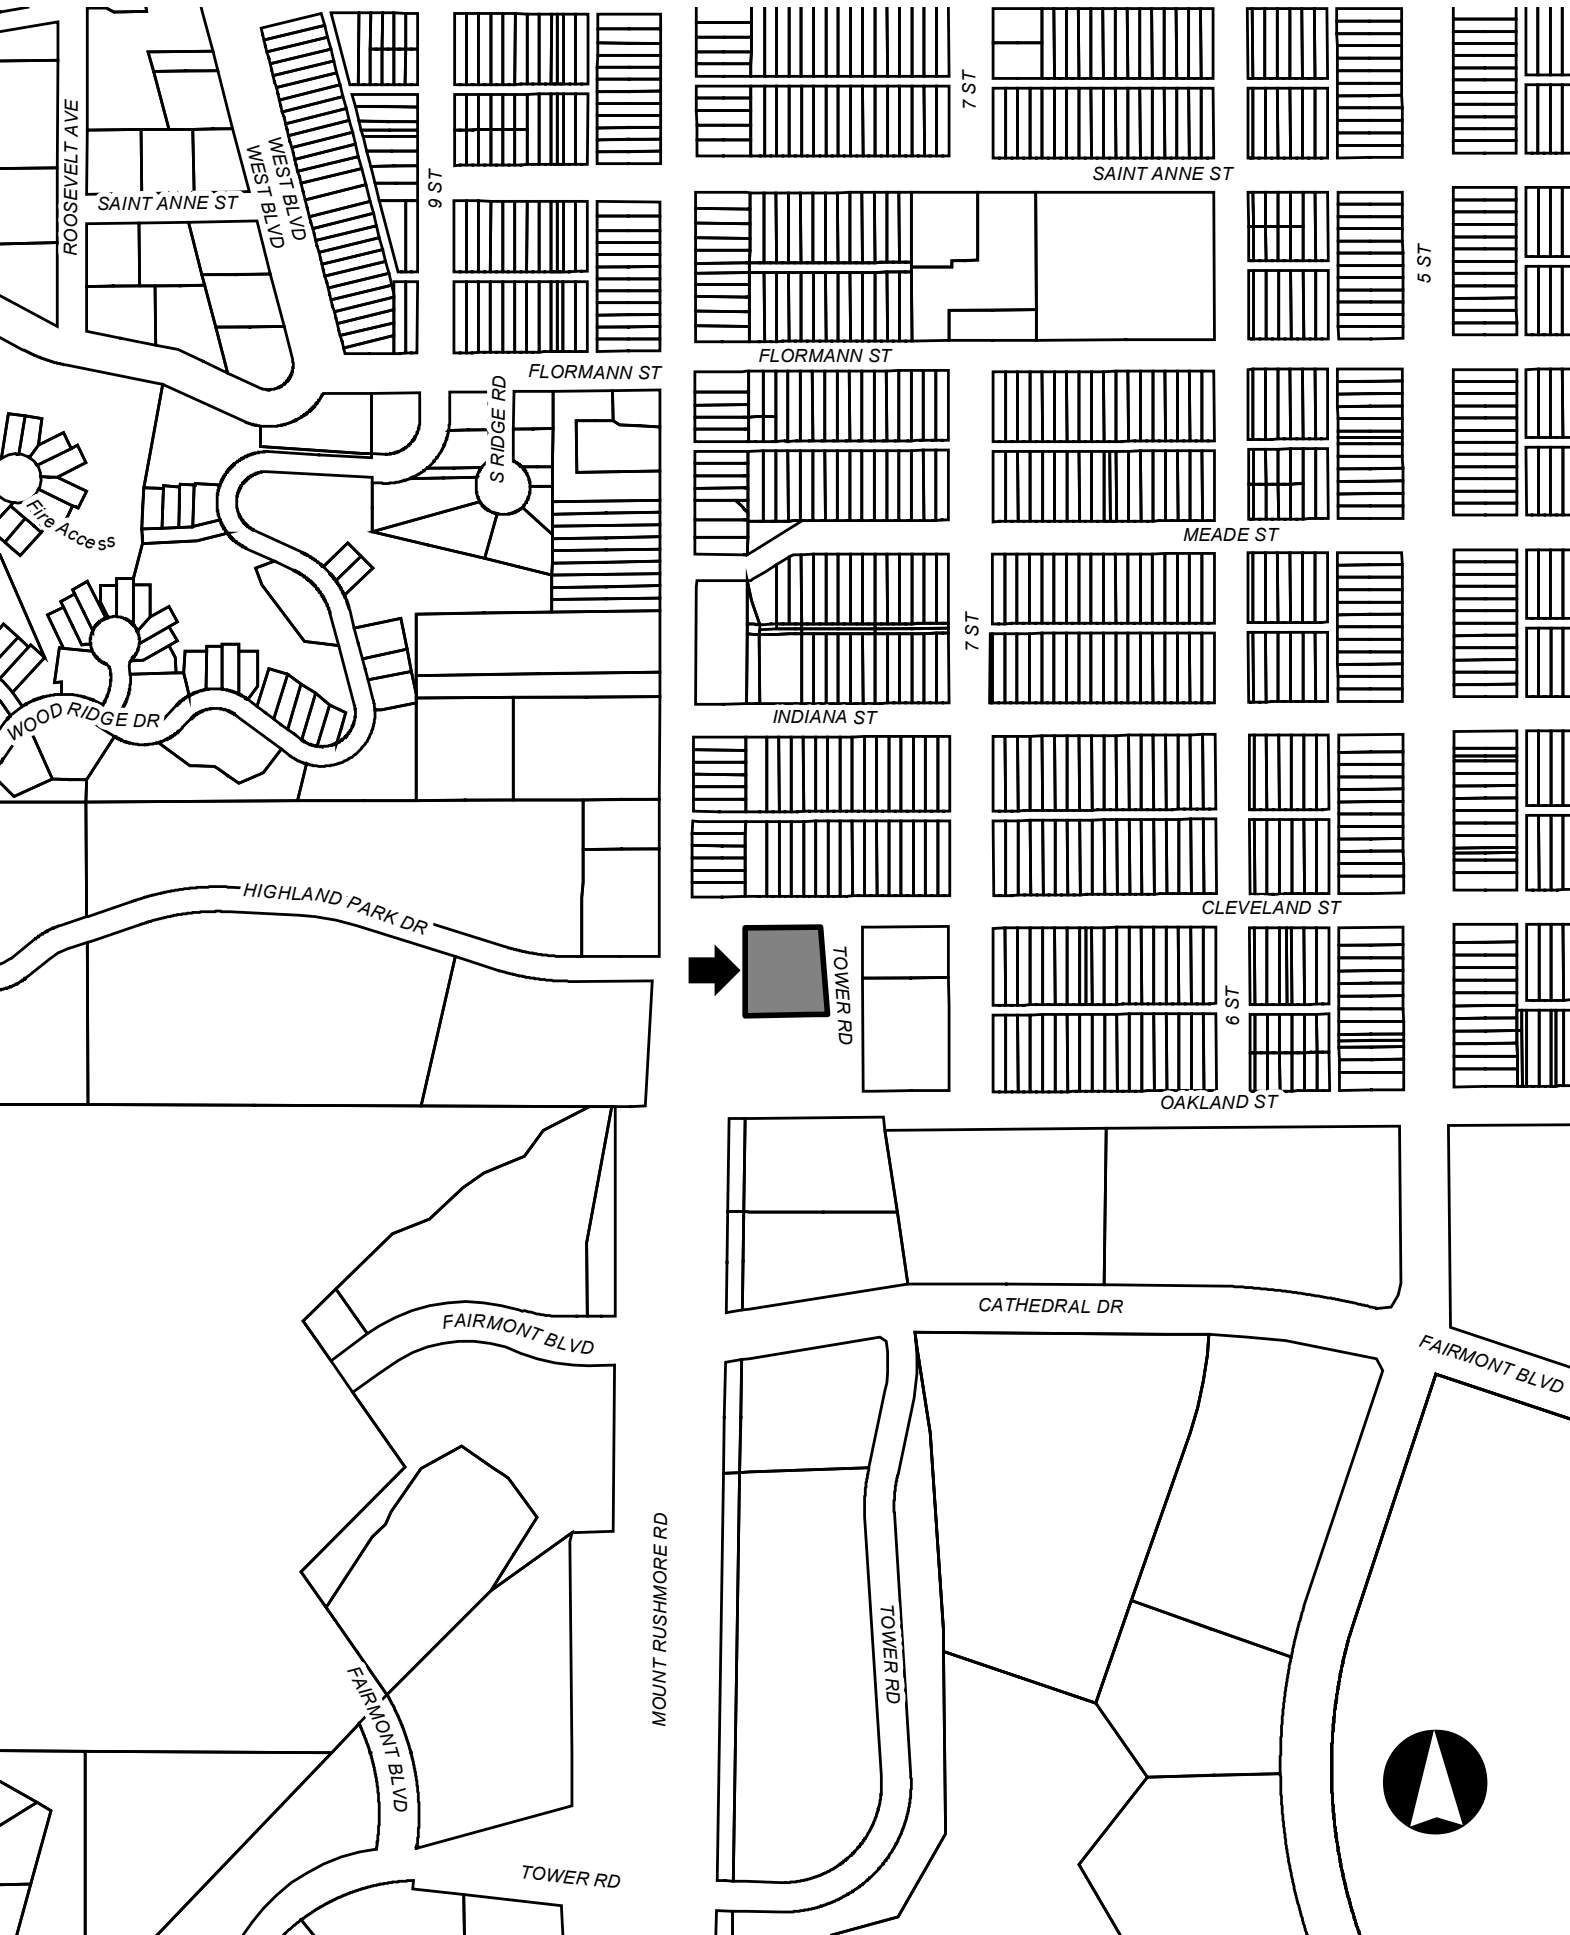 7 ST
ROOSEVELT AVE
WEST BLVD
WEST BLVD
SAINT ANNE ST
9 ST
SAINT ANNE ST
5 ST
FLORMANN ST
FLORMANN ST
S RIDGE RD
Fire Access
MEADE ST
7 ST
WOOD RIDGE DR
INDIANA ST
HIGHLAND PARK DR
CLEVELAND ST
TOWER RD
6 ST
OAKLAND ST
CATHEDRAL DR
FAIRMONT BLVD
FAIRMONT BLVD
MOUNT RUSHMORE RD
TOWER RD
FAIRMONT BLVD
TOWER RD